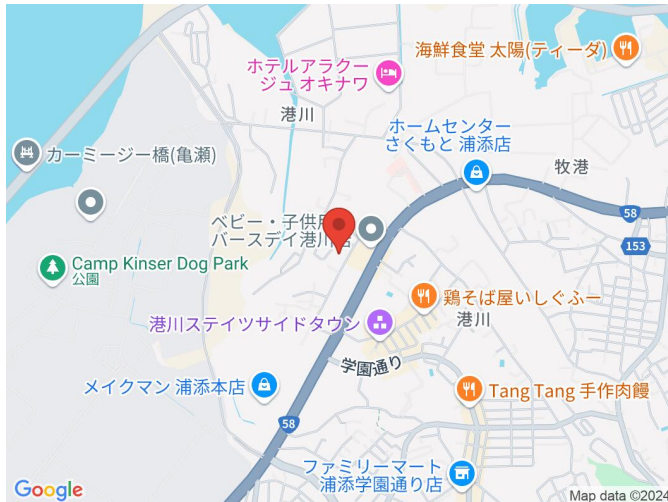 海鮮食堂 太陽(ティーダ)
ホテルアラクー
ジュ オキナワ
港川
ホームセンター
さくもと 浦添店
カーミージー橋(亀瀬)
牧港
58
ベビー・子供用
バースデイ港川店
153
Camp Kinser Dog Park
公園
鶏そば屋いしぐふー
港川ステイツサイドタウン
港川
学園通り
メイクマン 浦添本店
Tang Tang 手作肉饅
58
ファミリーマート
浦添学園通り店
Google
Map data ©2024